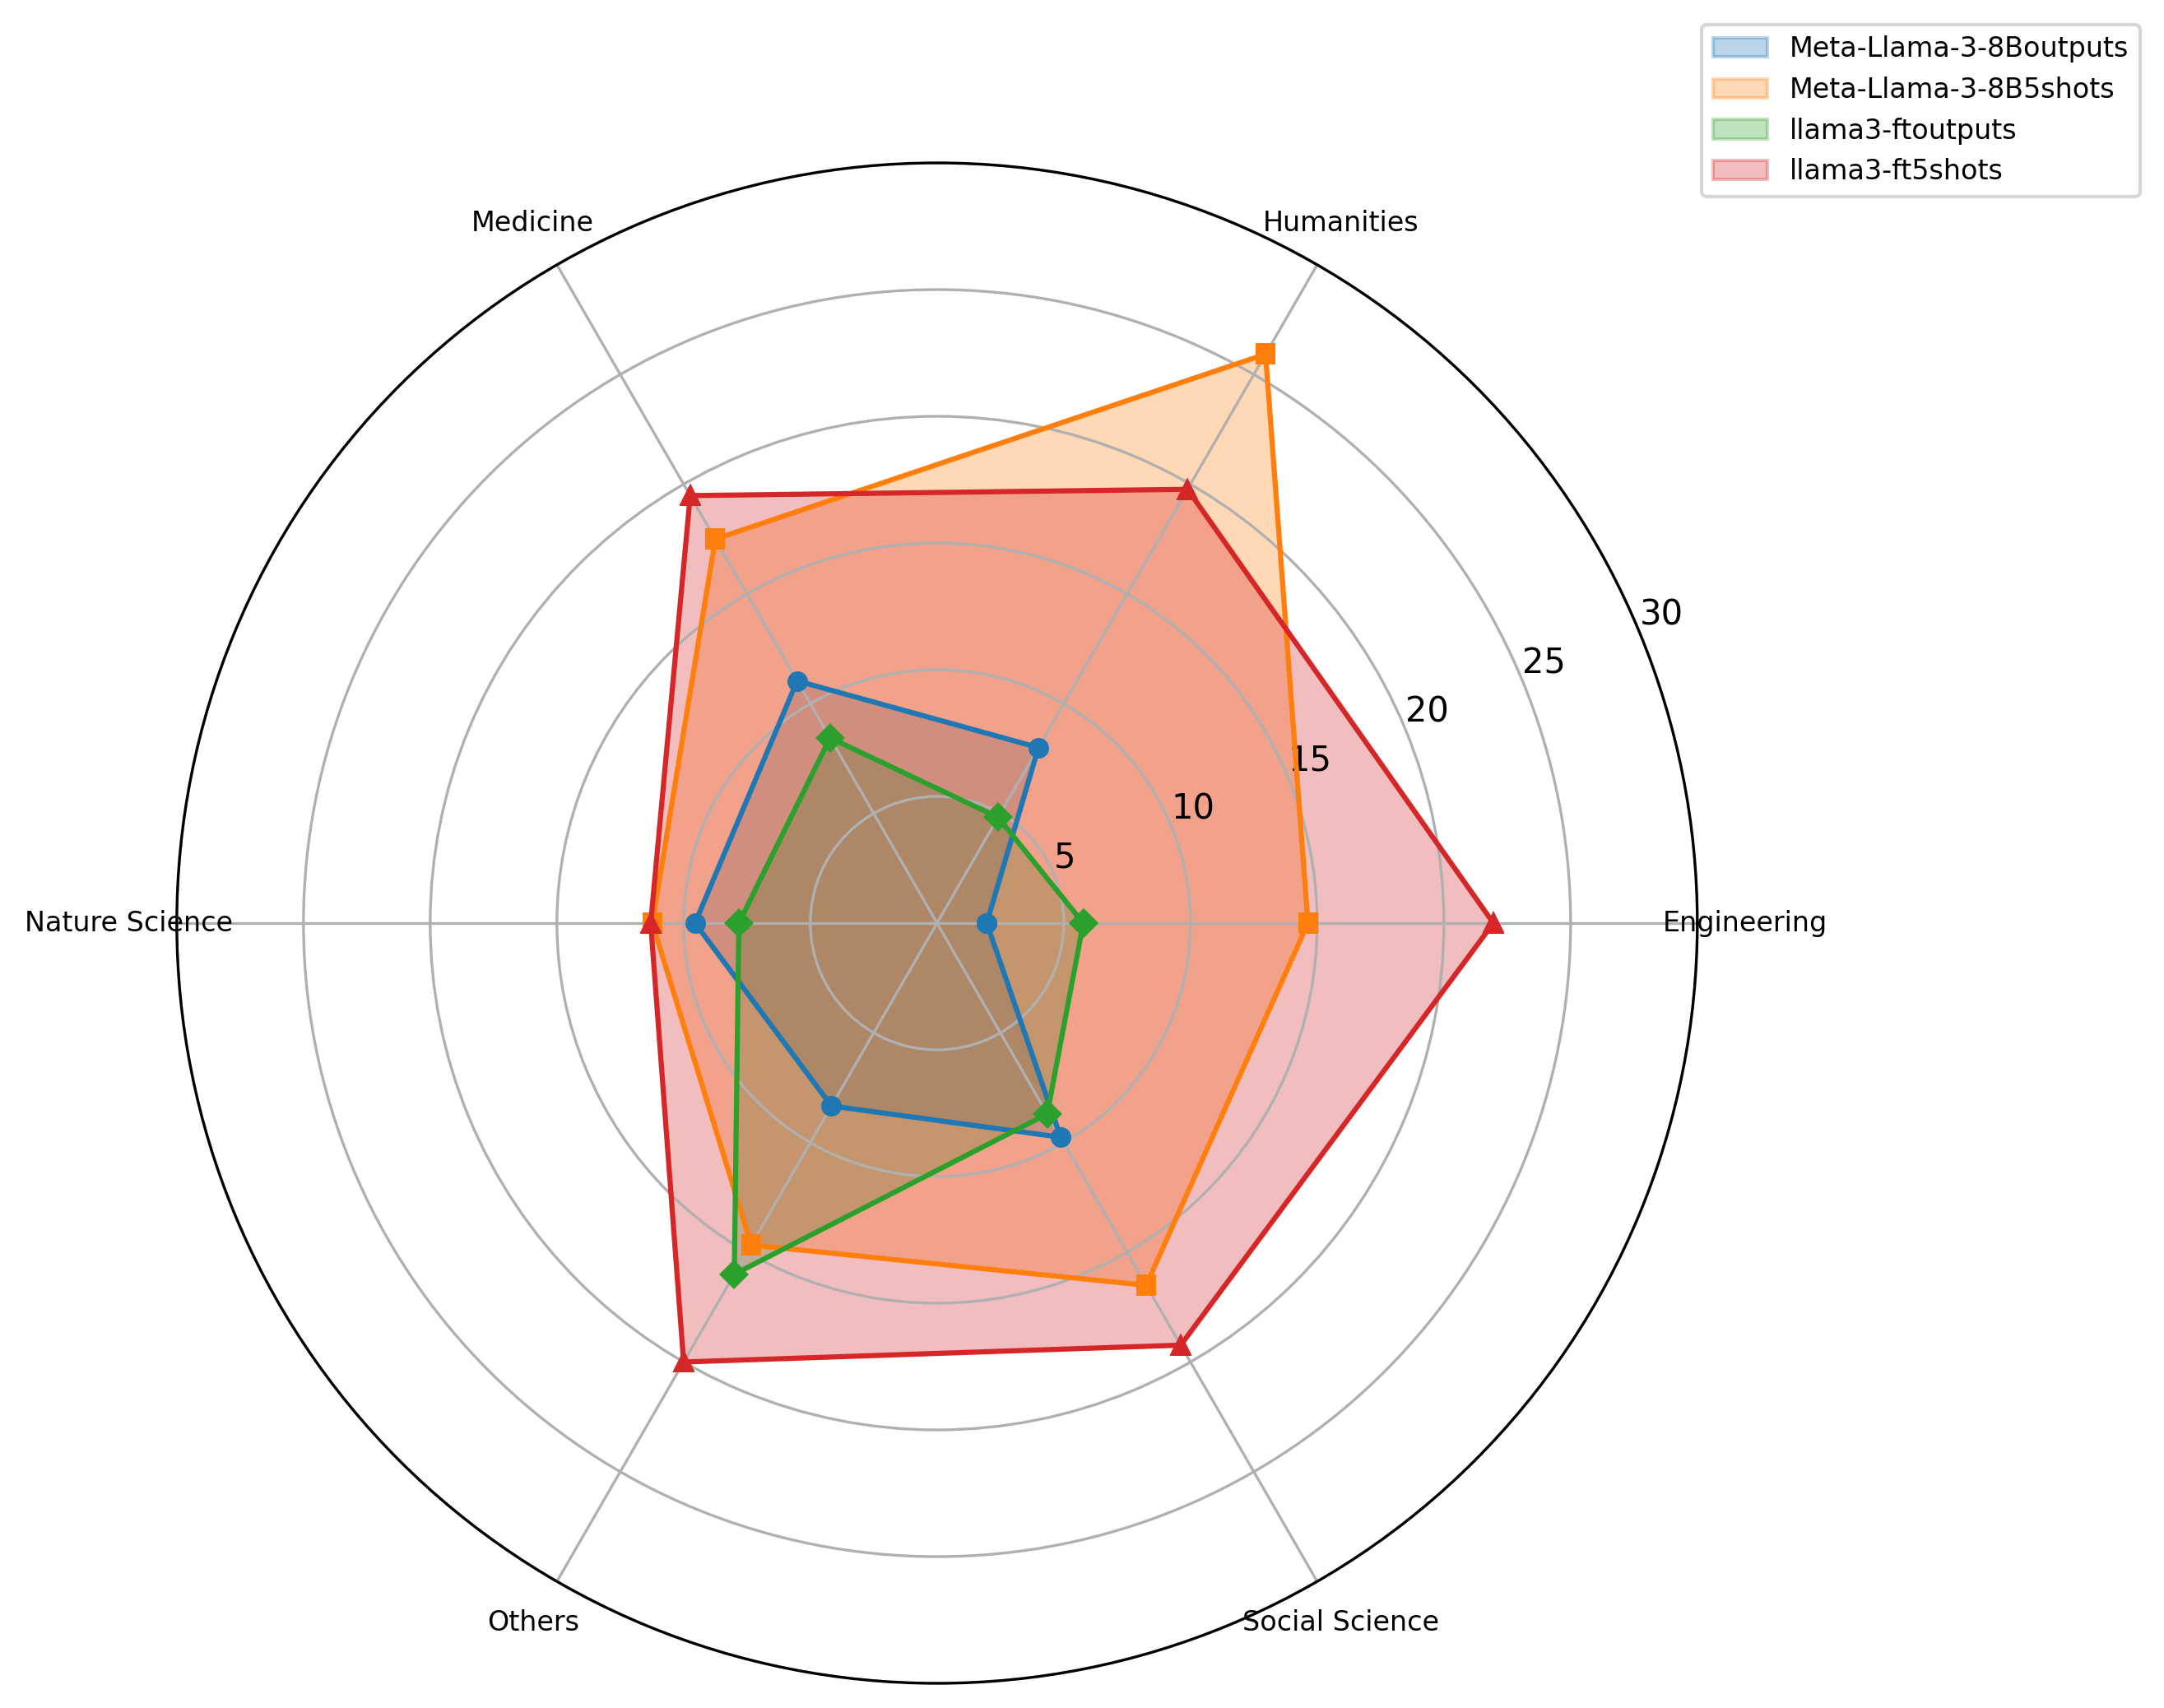 Meta-Llama-3-8Boutputs
Meta-Llama-3-8B5shots
llama3-ftoutputs
llama3-ft5shots
Medicine
Humanities
30
25
20
15
10
5
Nature Science
Engineering
Others
Social Science